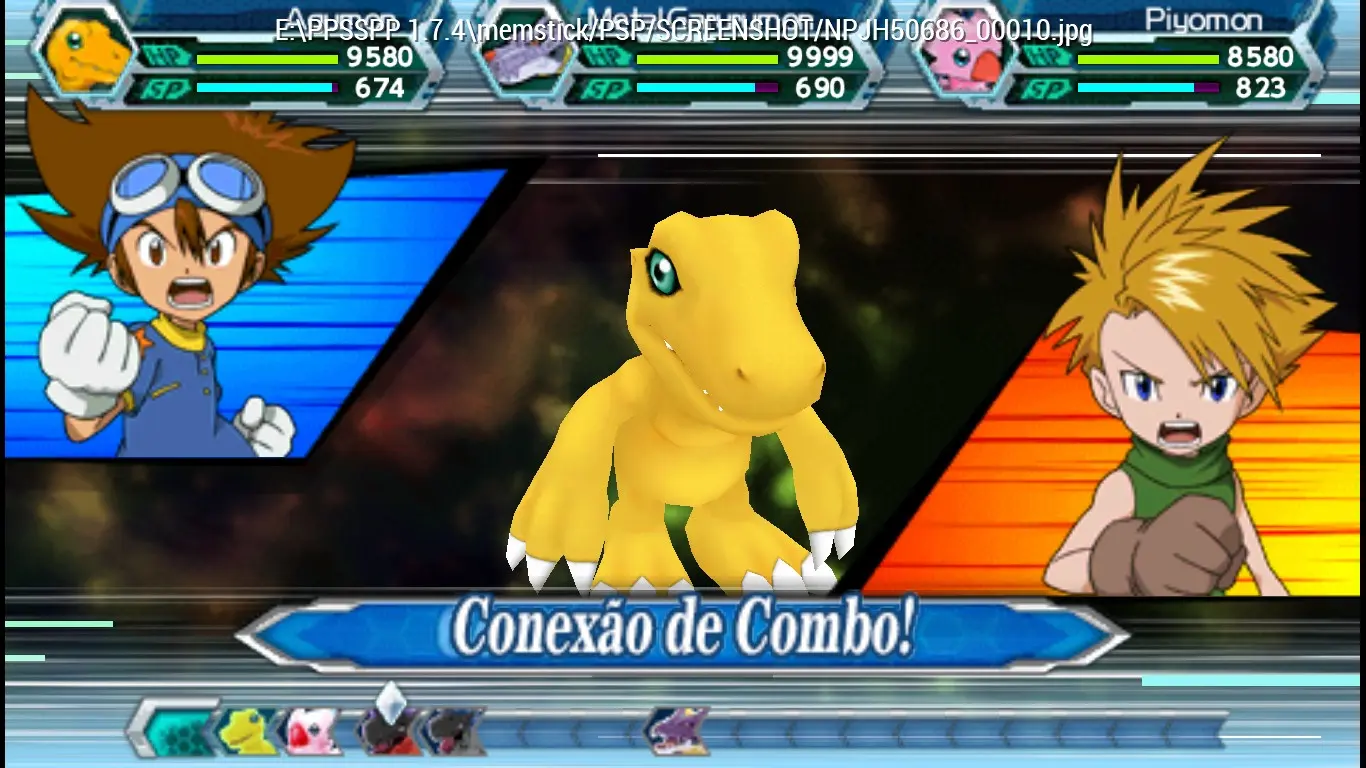 E:\PPSSPP 1.7.4\memstick/PSP/SCREENSHOT/NPJH50686_00010.jpg
Piyomon
HP 9580
SP 674
HP 9999
SP 690
HP 8580
SP 823
Conexão de Combo!